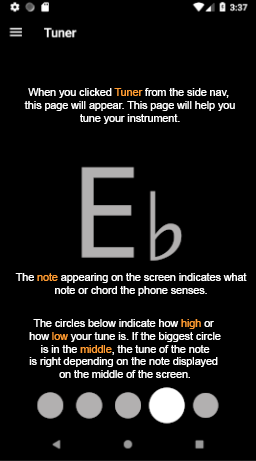 3:37
Tuner
When you clicked Tuner from the side nav,
this page will appear. This page will help you
tune your instrument.
E♭
The note appearing on the screen indicates what
note or chord the phone senses.
The circles below indicate how high or
how low your tune is. If the biggest circle
is in the middle, the tune of the note
is right depending on the note displayed
on the middle of the screen.